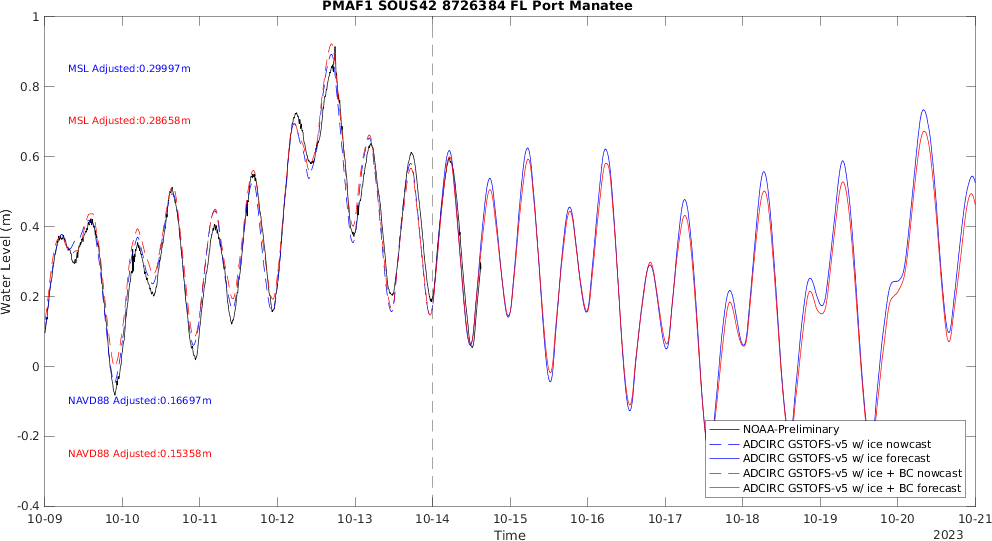 PMAF1 SOUS42 8726384 FL Port Manatee
Water Level (m)
1
0.8
0.6
0.4
0.2
0
-0.2
-0.4
MSL Adjusted:0.29997m
MSL Adjusted:0.28658m
NAVD88 Adjusted:0.16697m
NAVD88 Adjusted:0.15358m
NOAA-Preliminary
ADCIRC GSTOFS-v5 w/ ice nowcast
ADCIRC GSTOFS-v5 w/ ice forecast
ADCIRC GSTOFS-v5 w/ ice + BC nowcast
ADCIRC GSTOFS-v5 w/ ice + BC forecast
10-09 10-10 10-11 10-12 10-13 10-14 10-15 10-16 10-17 10-18 10-19 10-20 10-21
Time
2023